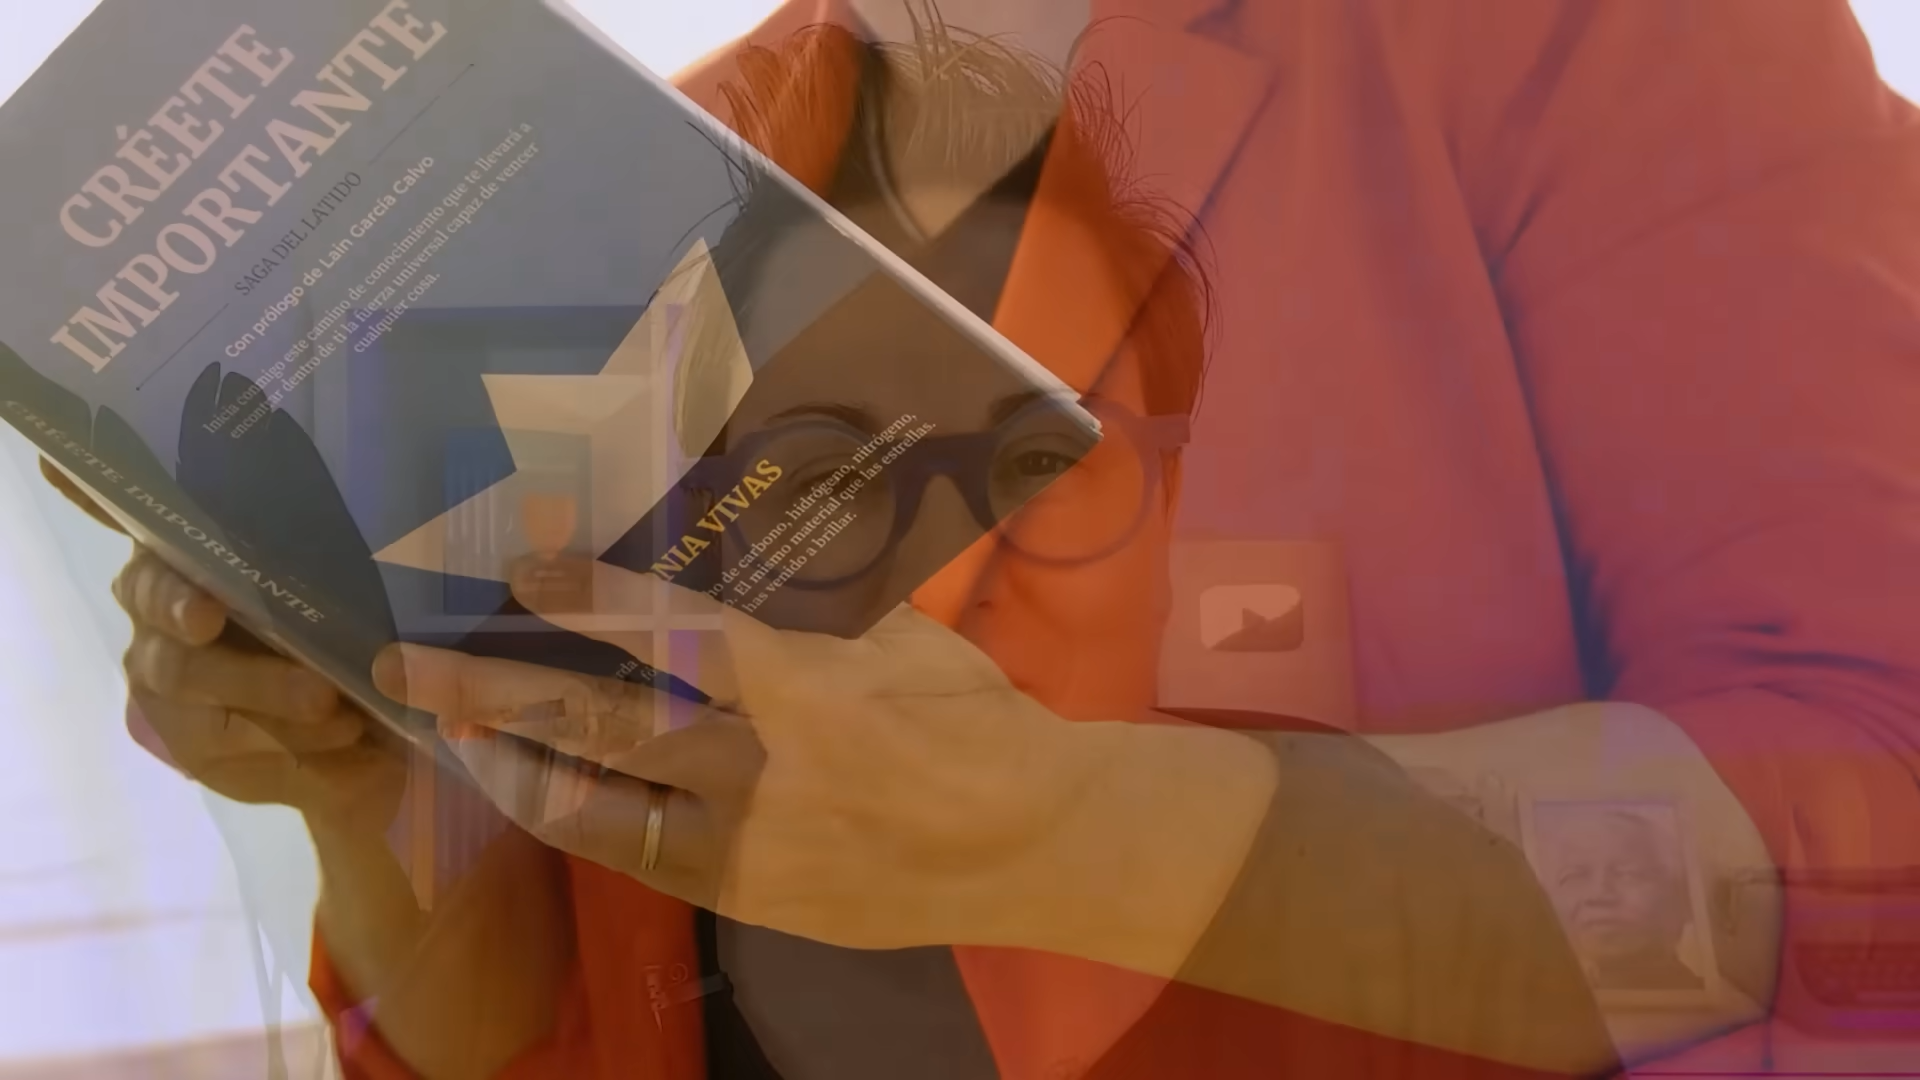 CRÉETE
IMPORTANTE
SAGA DEL LATIDO
Con prólogo de Lain García Calvo
Inicia conmigo este camino de conocimiento que te llevará a
encontrar dentro de ti la fuerza universal capaz de vencer
cualquier cosa.
CRÉETE IMPORTANTE
NIA VIVAS
ho de carbono, hidrógeno, nitrógeno,
o. El mismo material que las estrellas.
has venido a brillar.